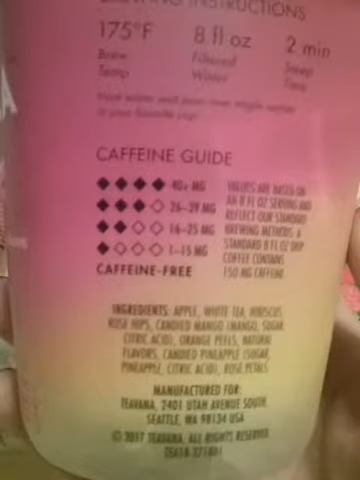 BREWING INSTRUCTIONS
175°F 8 fl oz 2 min
Brew Filtered Steep
Temp Water Time
CAFFEINE GUIDE
◆◆◆◆ 40+ MG
◆◆◆◇ 26-39 MG
◆◆◇◇ 16-25 MG
◆◇◇◇ 1-15 MG
CAFFEINE-FREE
VALUES ARE BASED ON
AN 8 FL OZ SERVING AND
REFLECT OUR STANDARD
BREWING METHODS. A
STANDARD 8 FL OZ DRIP
COFFEE CONTAINS
150 MG CAFFEINE.
INGREDIENTS: APPLE, WHITE TEA, HIBISCUS,
ROSE HIPS, CANDIED MANGO (MANGO, SUGAR,
CITRIC ACID), ORANGE PEELS, NATURAL
FLAVORS, CANDIED PINEAPPLE (SUGAR,
PINEAPPLE, CITRIC ACID), ROSE PETALS.
MANUFACTURED FOR:
TEAVANA, 2401 UTAH AVENUE SOUTH,
SEATTLE, WA 98134 USA
© 2017 TEAVANA. ALL RIGHTS RESERVED.